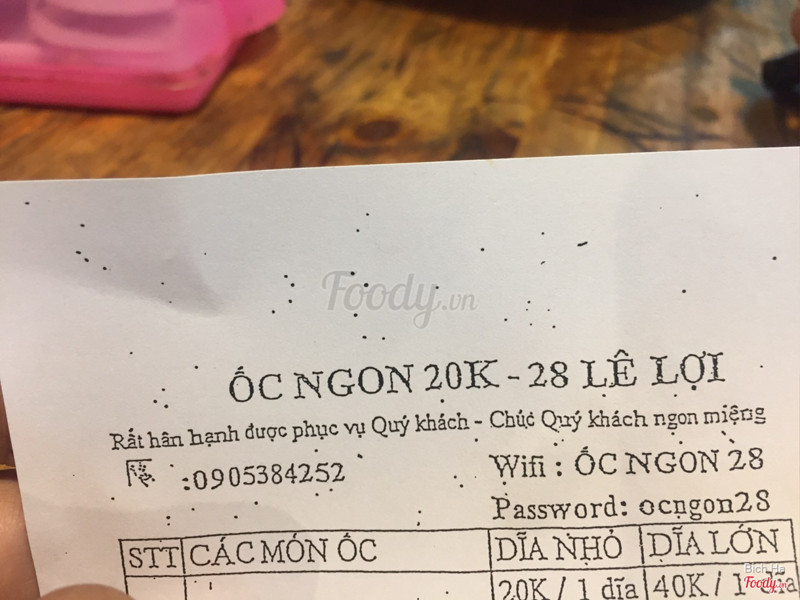 Foody.vn
ỐC NGON 20K - 28 LÊ LỢI
Rất hân hạnh được phục vụ Quý khách - Chúc Quý khách ngon miệng
:0905384252
Wifi : ỐC NGON 28
Password: ocngon28
STT CÁC MÓN ỐC DĨA NHỎ DĨA LỚN
20K / 1 dĩa 40K / 1 dĩa
Bich Ha
Foody.vn